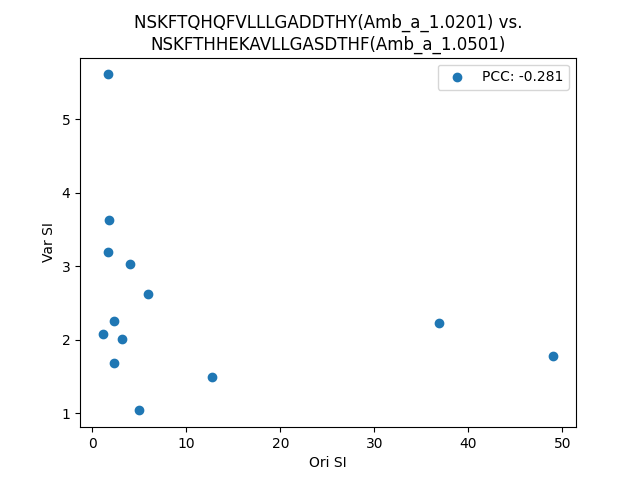 NSKFTQHQFVLLLGADDTHY(Amb_a_1.0201) vs.
NSKFTHHEKAVLLGASDTHF(Amb_a_1.0501)
PCC: -0.281
5
4
3
2
1
Var SI
0 10 20 30 40 50
Ori SI